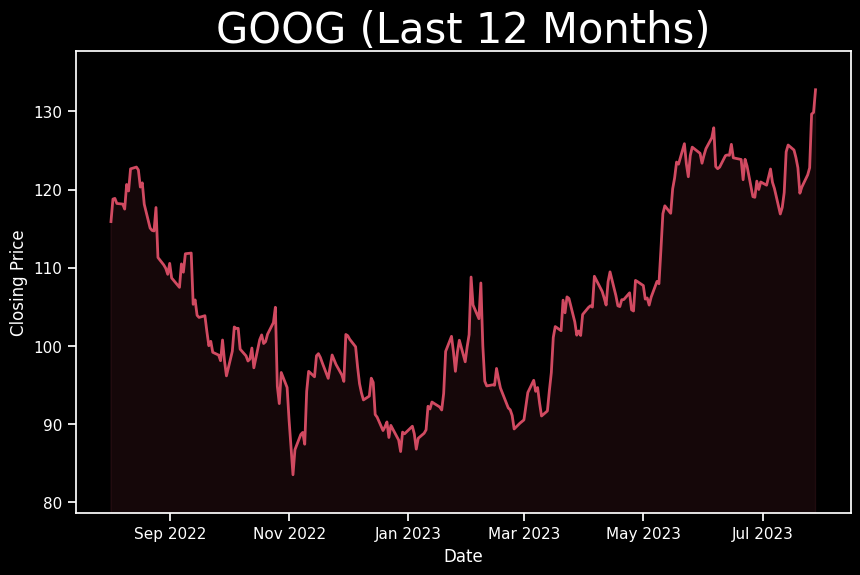 GOOG (Last 12 Months)
Closing Price
130
120
110
100
90
80
Sep 2022 Nov 2022 Jan 2023 Mar 2023 May 2023 Jul 2023
Date